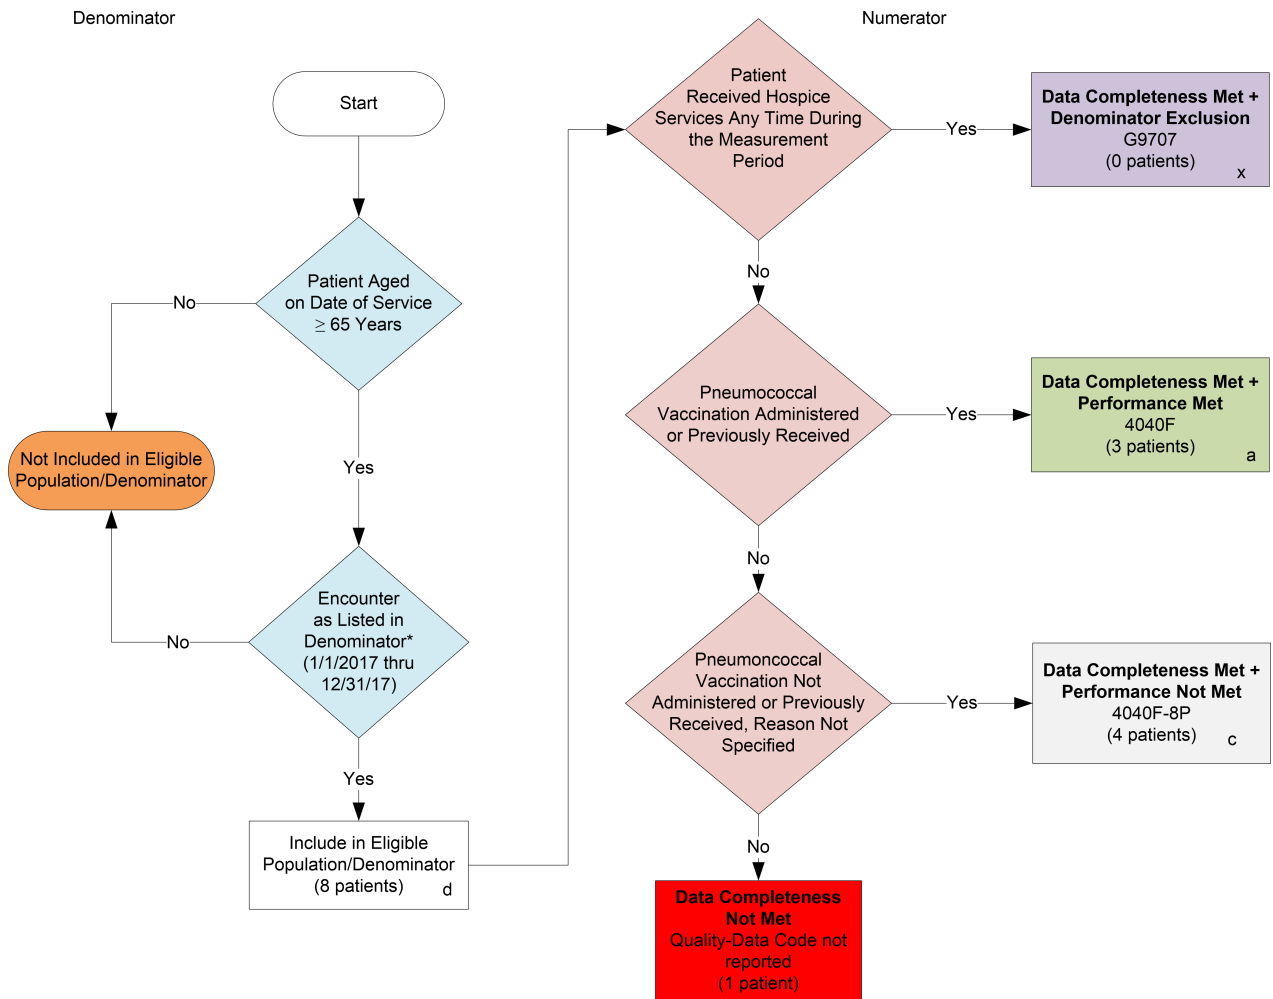 Denominator
Numerator
Start
Patient Aged
on Date of Service
≥ 65 Years
No
Yes
Not Included in Eligible
Population/Denominator
Encounter
as Listed in
Denominator*
(1/1/2017 thru
12/31/17)
No
Yes
Include in Eligible
Population/Denominator
(8 patients)
d
Patient
Received Hospice
Services Any Time During
the Measurement
Period
Yes
Data Completeness Met +
Denominator Exclusion
G9707
(0 patients)
x
No
Pneumococcal
Vaccination Administered
or Previously Received
Yes
Data Completeness Met +
Performance Met
4040F
(3 patients)
a
No
Pneumoncoccal
Vaccination Not
Administered or Previously
Received, Reason Not
Specified
Yes
Data Completeness Met +
Performance Not Met
4040F-8P
(4 patients)
c
No
Data Completeness
Not Met
Quality-Data Code not
reported
(1 patient)